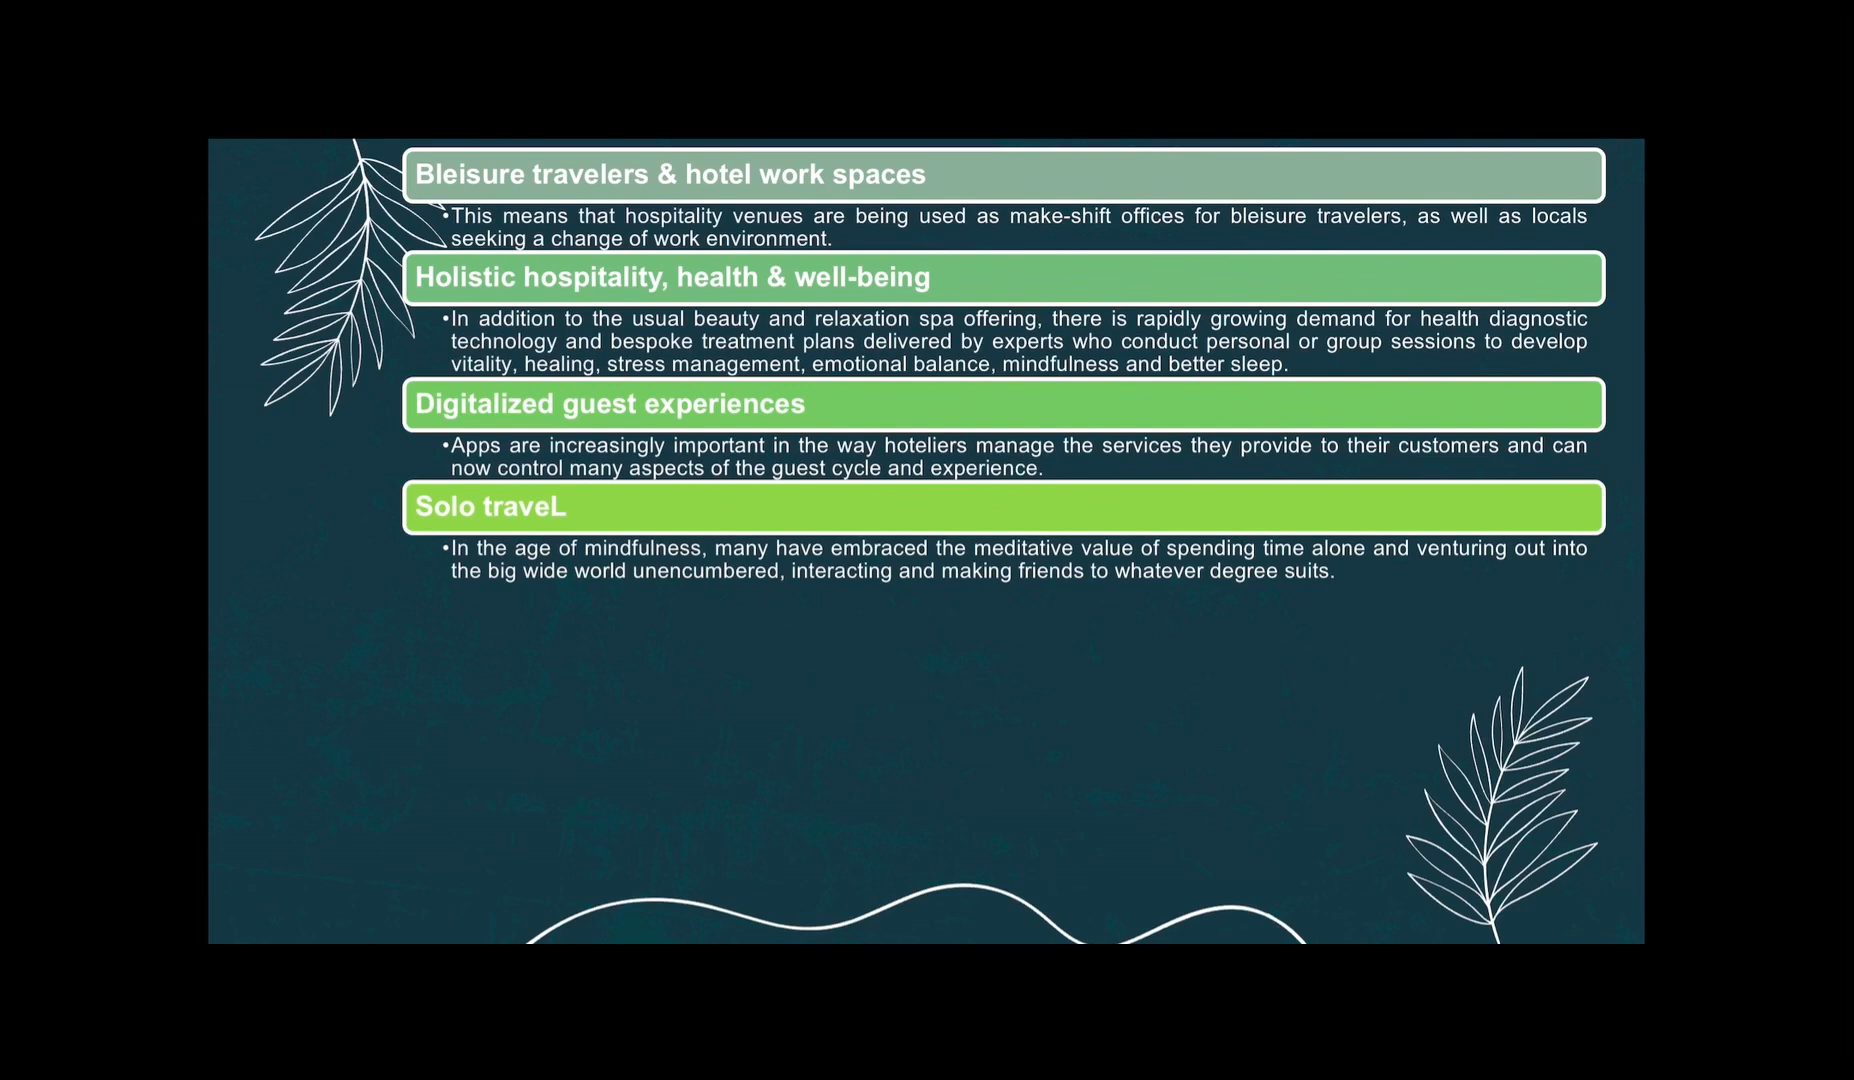 Bleisure travelers & hotel work spaces
•This means that hospitality venues are being used as make-shift offices for bleisure travelers, as well as locals
seeking a change of work environment.
Holistic hospitality, health & well-being
•In addition to the usual beauty and relaxation spa offering, there is rapidly growing demand for health diagnostic
technology and bespoke treatment plans delivered by experts who conduct personal or group sessions to develop
vitality, healing, stress management, emotional balance, mindfulness and better sleep.
Digitalized guest experiences
•Apps are increasingly important in the way hoteliers manage the services they provide to their customers and can
now control many aspects of the guest cycle and experience.
Solo traveL
•In the age of mindfulness, many have embraced the meditative value of spending time alone and venturing out into
the big wide world unencumbered, interacting and making friends to whatever degree suits.